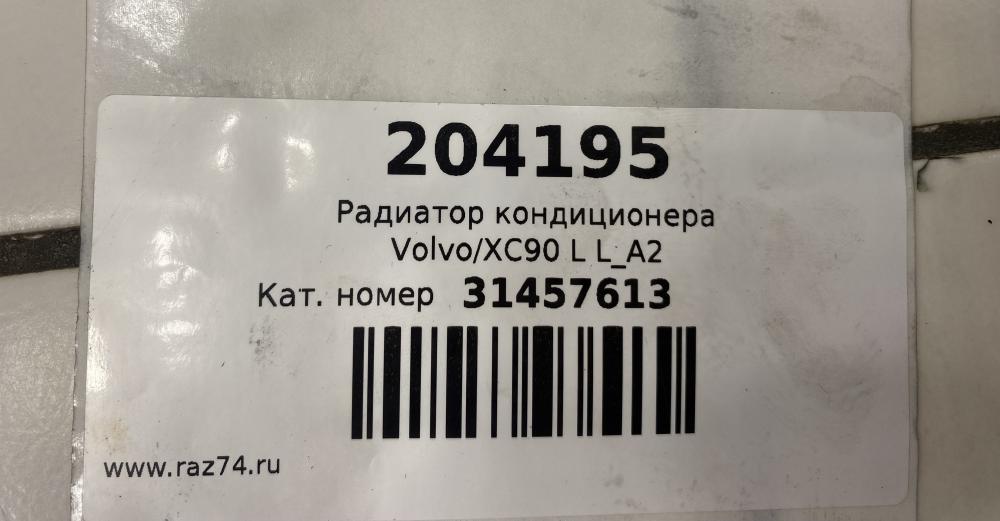 204195
Радиатор кондиционера
Volvo/XC90 L L_A2
Кат. номер 31457613
www.raz74.ru